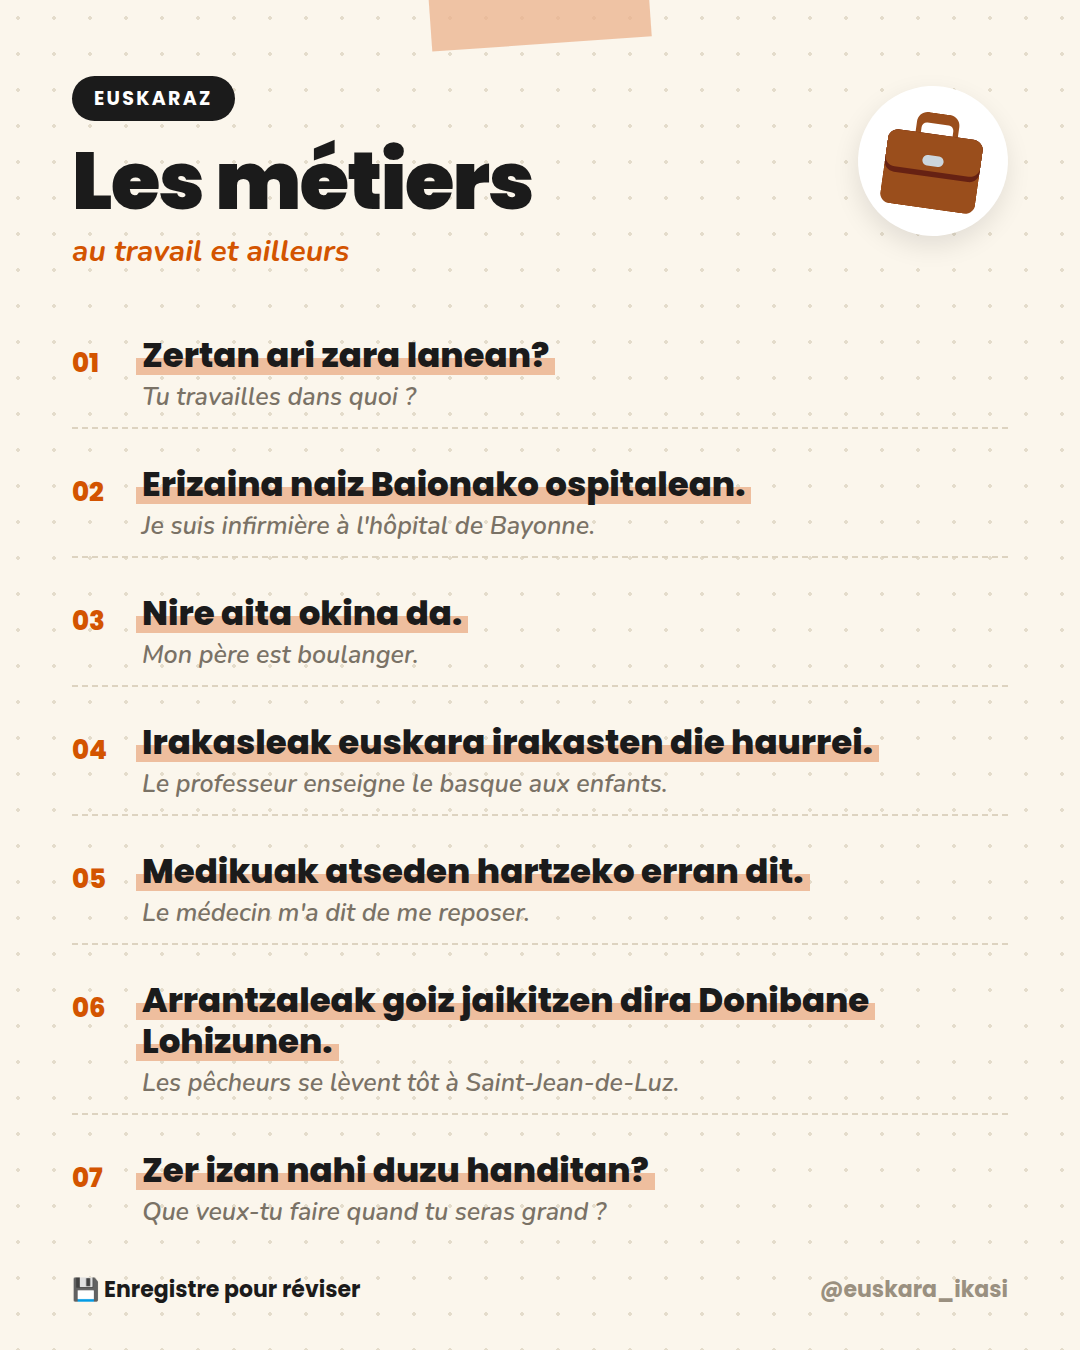 EUSKARAZ
Les métiers
au travail et ailleurs
01 Zertan ari zara lanean?
Tu travailles dans quoi ?
02 Erizaina naiz Baionako ospitalean.
Je suis infirmière à l'hôpital de Bayonne.
03 Nire aita okina da.
Mon père est boulanger.
04 Irakasleak euskara irakasten die haurrei.
Le professeur enseigne le basque aux enfants.
05 Medikuak atseden hartzeko erran dit.
Le médecin m'a dit de me reposer.
06 Arrantzaleak goiz jaikitzen dira Donibane
Lohizunen.
Les pêcheurs se lèvent tôt à Saint-Jean-de-Luz.
07 Zer izan nahi duzu handitan?
Que veux-tu faire quand tu seras grand ?
💾 Enregistre pour réviser
@euskara_ikasi